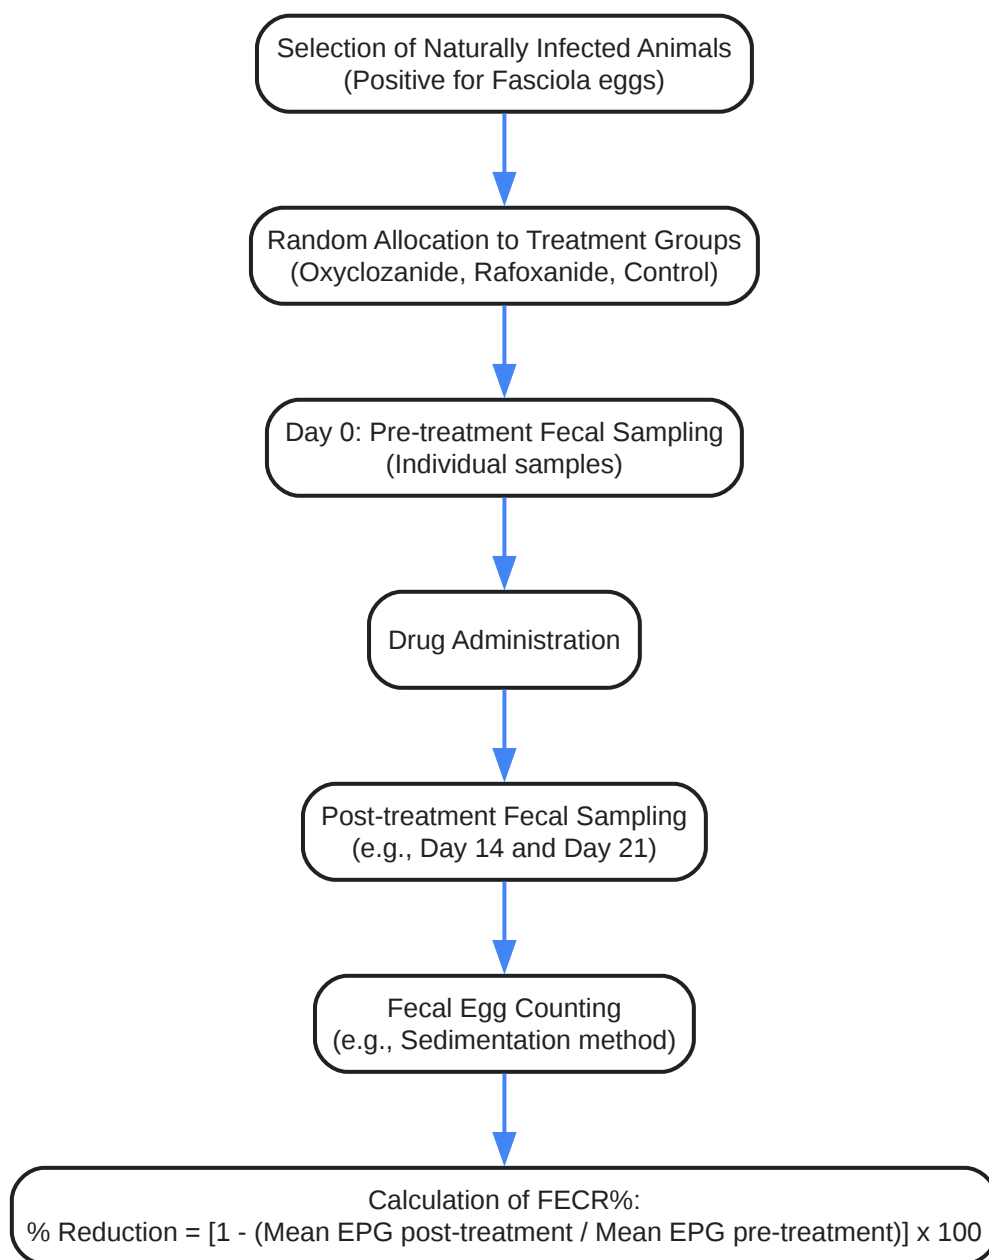 Selection of Naturally Infected Animals
(Positive for Fasciola eggs)
Random Allocation to Treatment Groups
(Oxyclozanide, Rafoxanide, Control)
Day 0: Pre-treatment Fecal Sampling
(Individual samples)
Drug Administration
Post-treatment Fecal Sampling
(e.g., Day 14 and Day 21)
Fecal Egg Counting
(e.g., Sedimentation method)
Calculation of FECR%:
% Reduction = [1 - (Mean EPG post-treatment / Mean EPG pre-treatment)] x 100